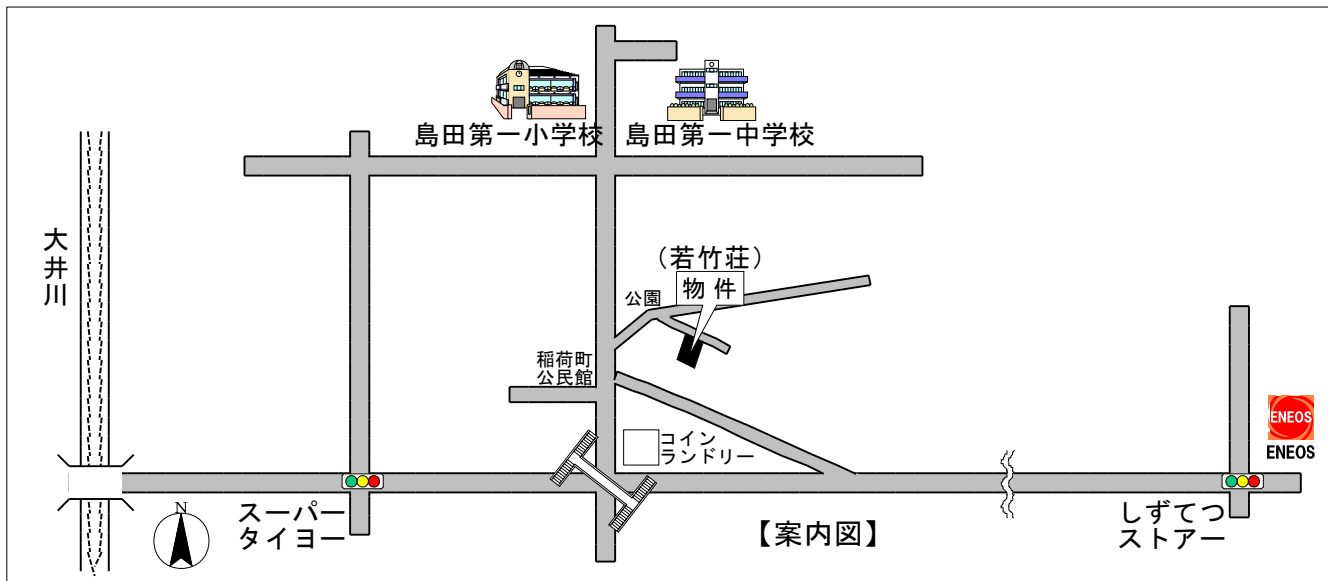 島田第一小学校
島田第一中学校
大井川
(若竹荘)
物件
公園
稲荷町
公民館
コイン
ランドリー
ENEOS
ENEOS
N
スーパー
タイヨー
【案内図】
しずてつ
ストアー